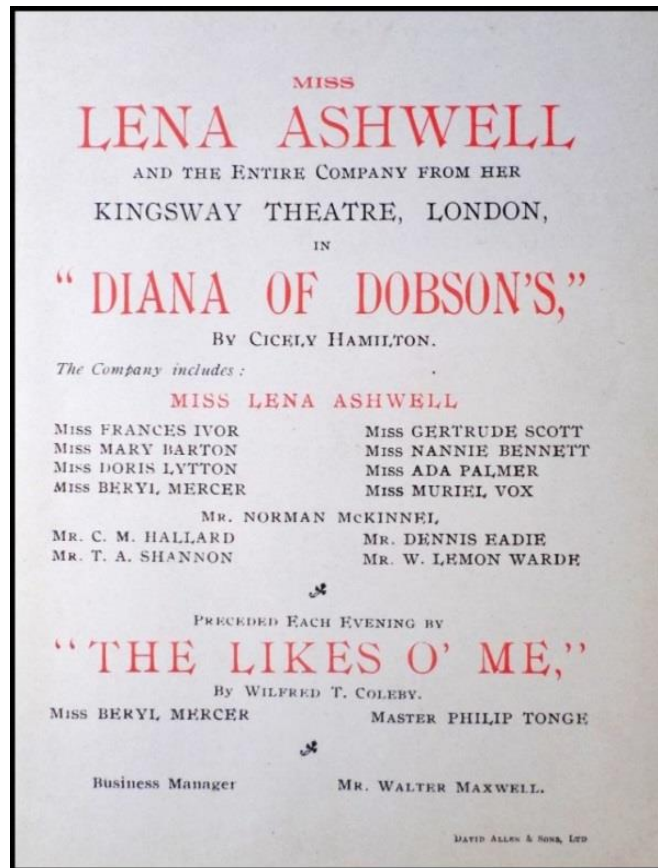 MISS
LENA ASHWELL
AND THE ENTIRE COMPANY FROM HER
KINGSWAY THEATRE, LONDON,
IN
"DIANA OF DOBSON'S,"
BY CICELY HAMILTON.
The Company includes :
MISS LENA ASHWELL
MISS FRANCES IVOR MISS GERTRUDE SCOTT
MISS MARY BARTON MISS NANNIE BENNETT
MISS DORIS LYTTON MISS ADA PALMER
MISS BERYL MERCER MISS MURIEL VOX
MR. NORMAN McKINNEL
MR. C. M. HALLARD MR. DENNIS EADIE
MR. T. A. SHANNON MR. W. LEMON WARDE
PRECEDED EACH EVENING BY
"THE LIKES O' ME,"
BY WILFRED T. COLEBY.
MISS BERYL MERCER MASTER PHILIP TONGE
Business Manager MR. WALTER MAXWELL.
DAVID ALLEN & SONS, LTD